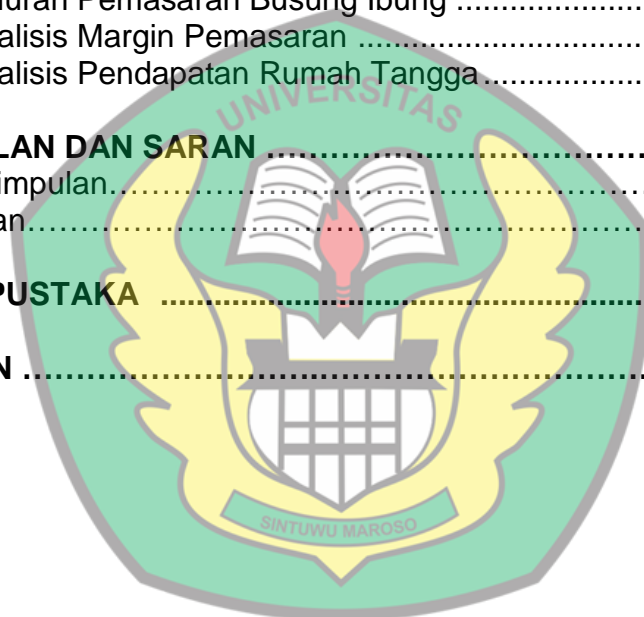 uran Pemasaran Busung Ibung ......................
alisis Margin Pemasaran ..................................
alisis Pendapatan Rumah Tangga ...................
UNIVERSITAS
LAN DAN SARAN ................................................
impulan...............................................................
an........................................................................
PUSTAKA ............................................................
N ...........................................................................
SINTUWU MAROSO